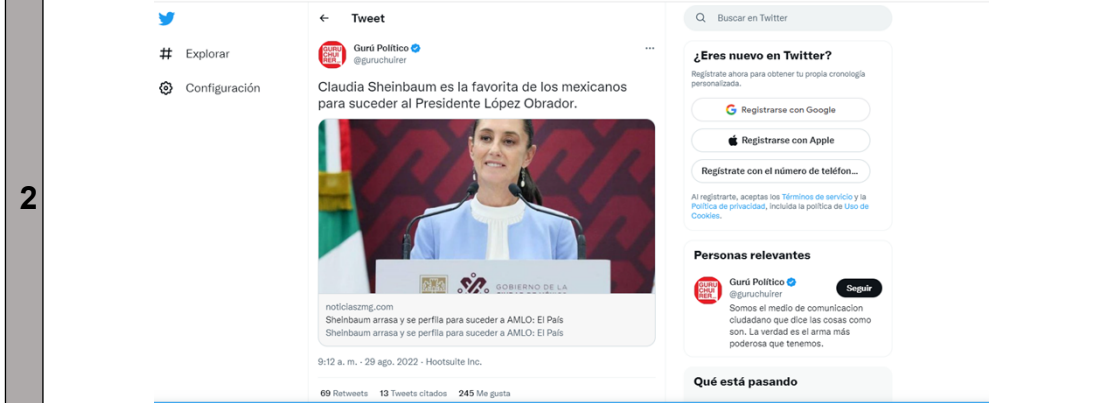 2
Explorar
Configuración
Tweet
Gurú Político
@guruchuirer
Claudia Sheinbaum es la favorita de los mexicanos
para suceder al Presidente López Obrador.
GOBIERNO DE LA
noticiaszmg.com
Sheinbaum arrasa y se perfila para suceder a AMLO: El País
Sheinbaum arrasa y se perfila para suceder a AMLO: El País
9:12 a. m. · 29 ago. 2022 · Hootsuite Inc.
69 Retweets 13 Tweets citados 245 Me gusta
Buscar en Twitter
¿Eres nuevo en Twitter?
Regístrate ahora para obtener tu propia cronología
personalizada.
Registrarse con Google
Registrarse con Apple
Regístrate con el número de teléfon...
Al registrarte, aceptas los Términos de servicio y la
Política de privacidad, incluida la política de Uso de
Cookies.
Personas relevantes
Gurú Político
@guruchuirer
Seguir
Somos el medio de comunicacion
ciudadano que dice las cosas como
son. La verdad es el arma más
poderosa que tenemos.
Qué está pasando